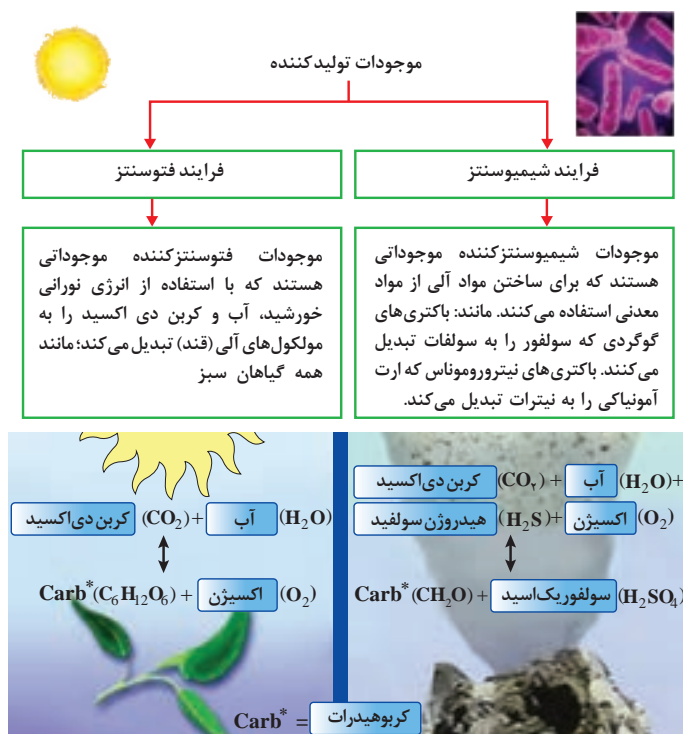 موجودات تولیدکننده
فرایند شیمیوسنتز
فرایند فتوسنتز
موجودات شیمیوسنتزکننده موجوداتی
هستند که برای ساختن مواد آلی از مواد
معدنی استفاده می‌کنند. مانند: باکتری‌های
گوگردی که سولفور را به سولفات تبدیل
می‌کنند. باکتری‌های نیتروروموناس که ارت
آمونیاکی را به نیترات تبدیل می‌کند.
موجودات فتوسنتزکننده موجوداتی
هستند که با استفاده از انرژی نورانی
خورشید، آب و کربن دی اکسید را به
مولکول‌های آلی (قند) تبدیل می‌کند؛ مانند
همه گیاهان سبز
کربن دی‌اکسید (CO۲) + آب (H2O)+
هیدروژن سولفید (H2S)+ اکسیژن (O2)
Carb*(CH2O) + سولفوریک‌اسید (H2SO4)
کربن دی‌اکسید (CO2)+ آب (H2O)
Carb*(C6H12O6) + اکسیژن (O2)
Carb* = کربوهیدرات